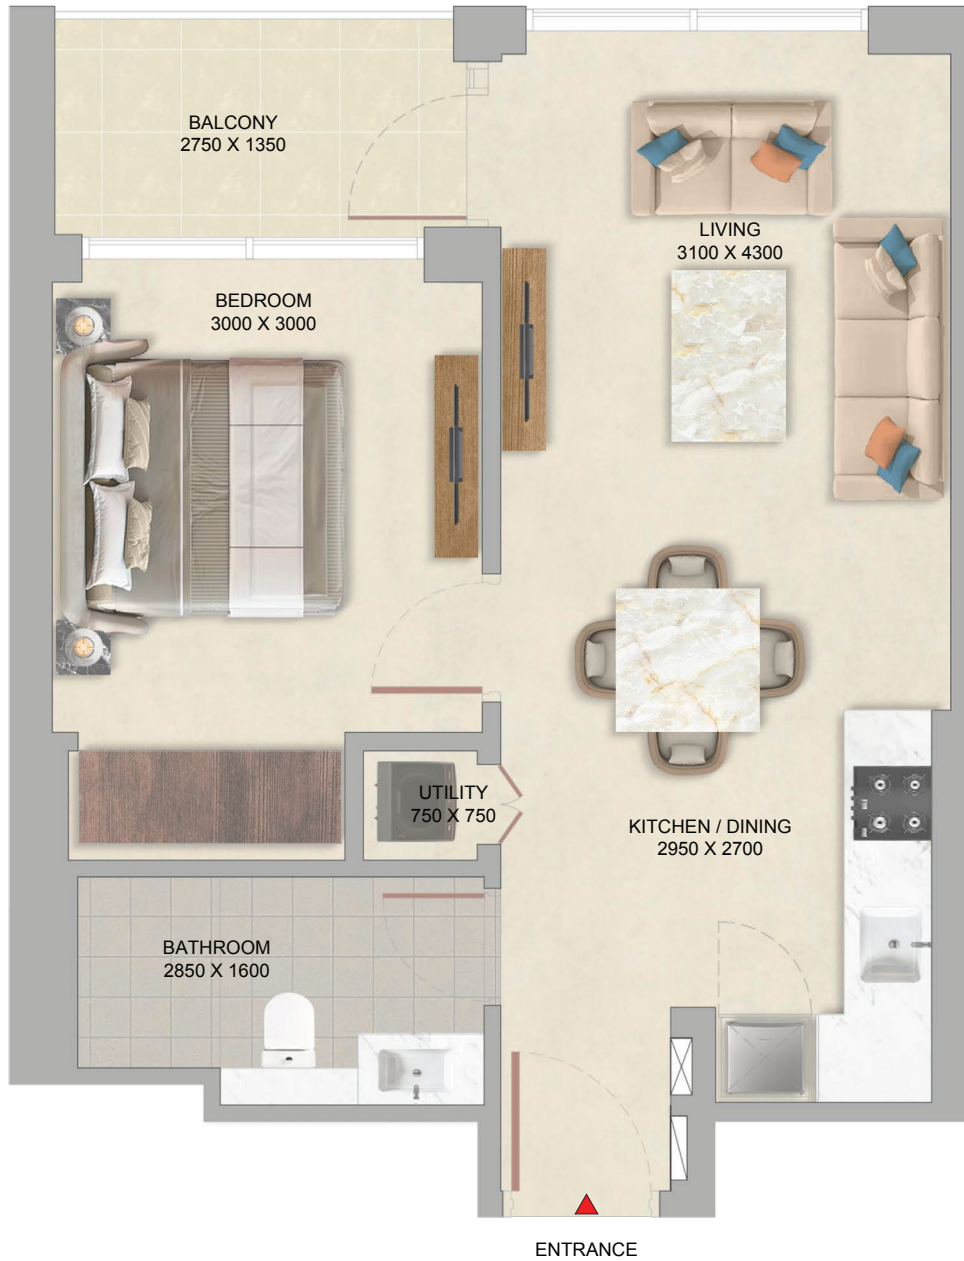 BALCONY
2750 X 1350
LIVING
3100 X 4300
BEDROOM
3000 X 3000
UTILITY
750 X 750
KITCHEN / DINING
2950 X 2700
BATHROOM
2850 X 1600
ENTRANCE